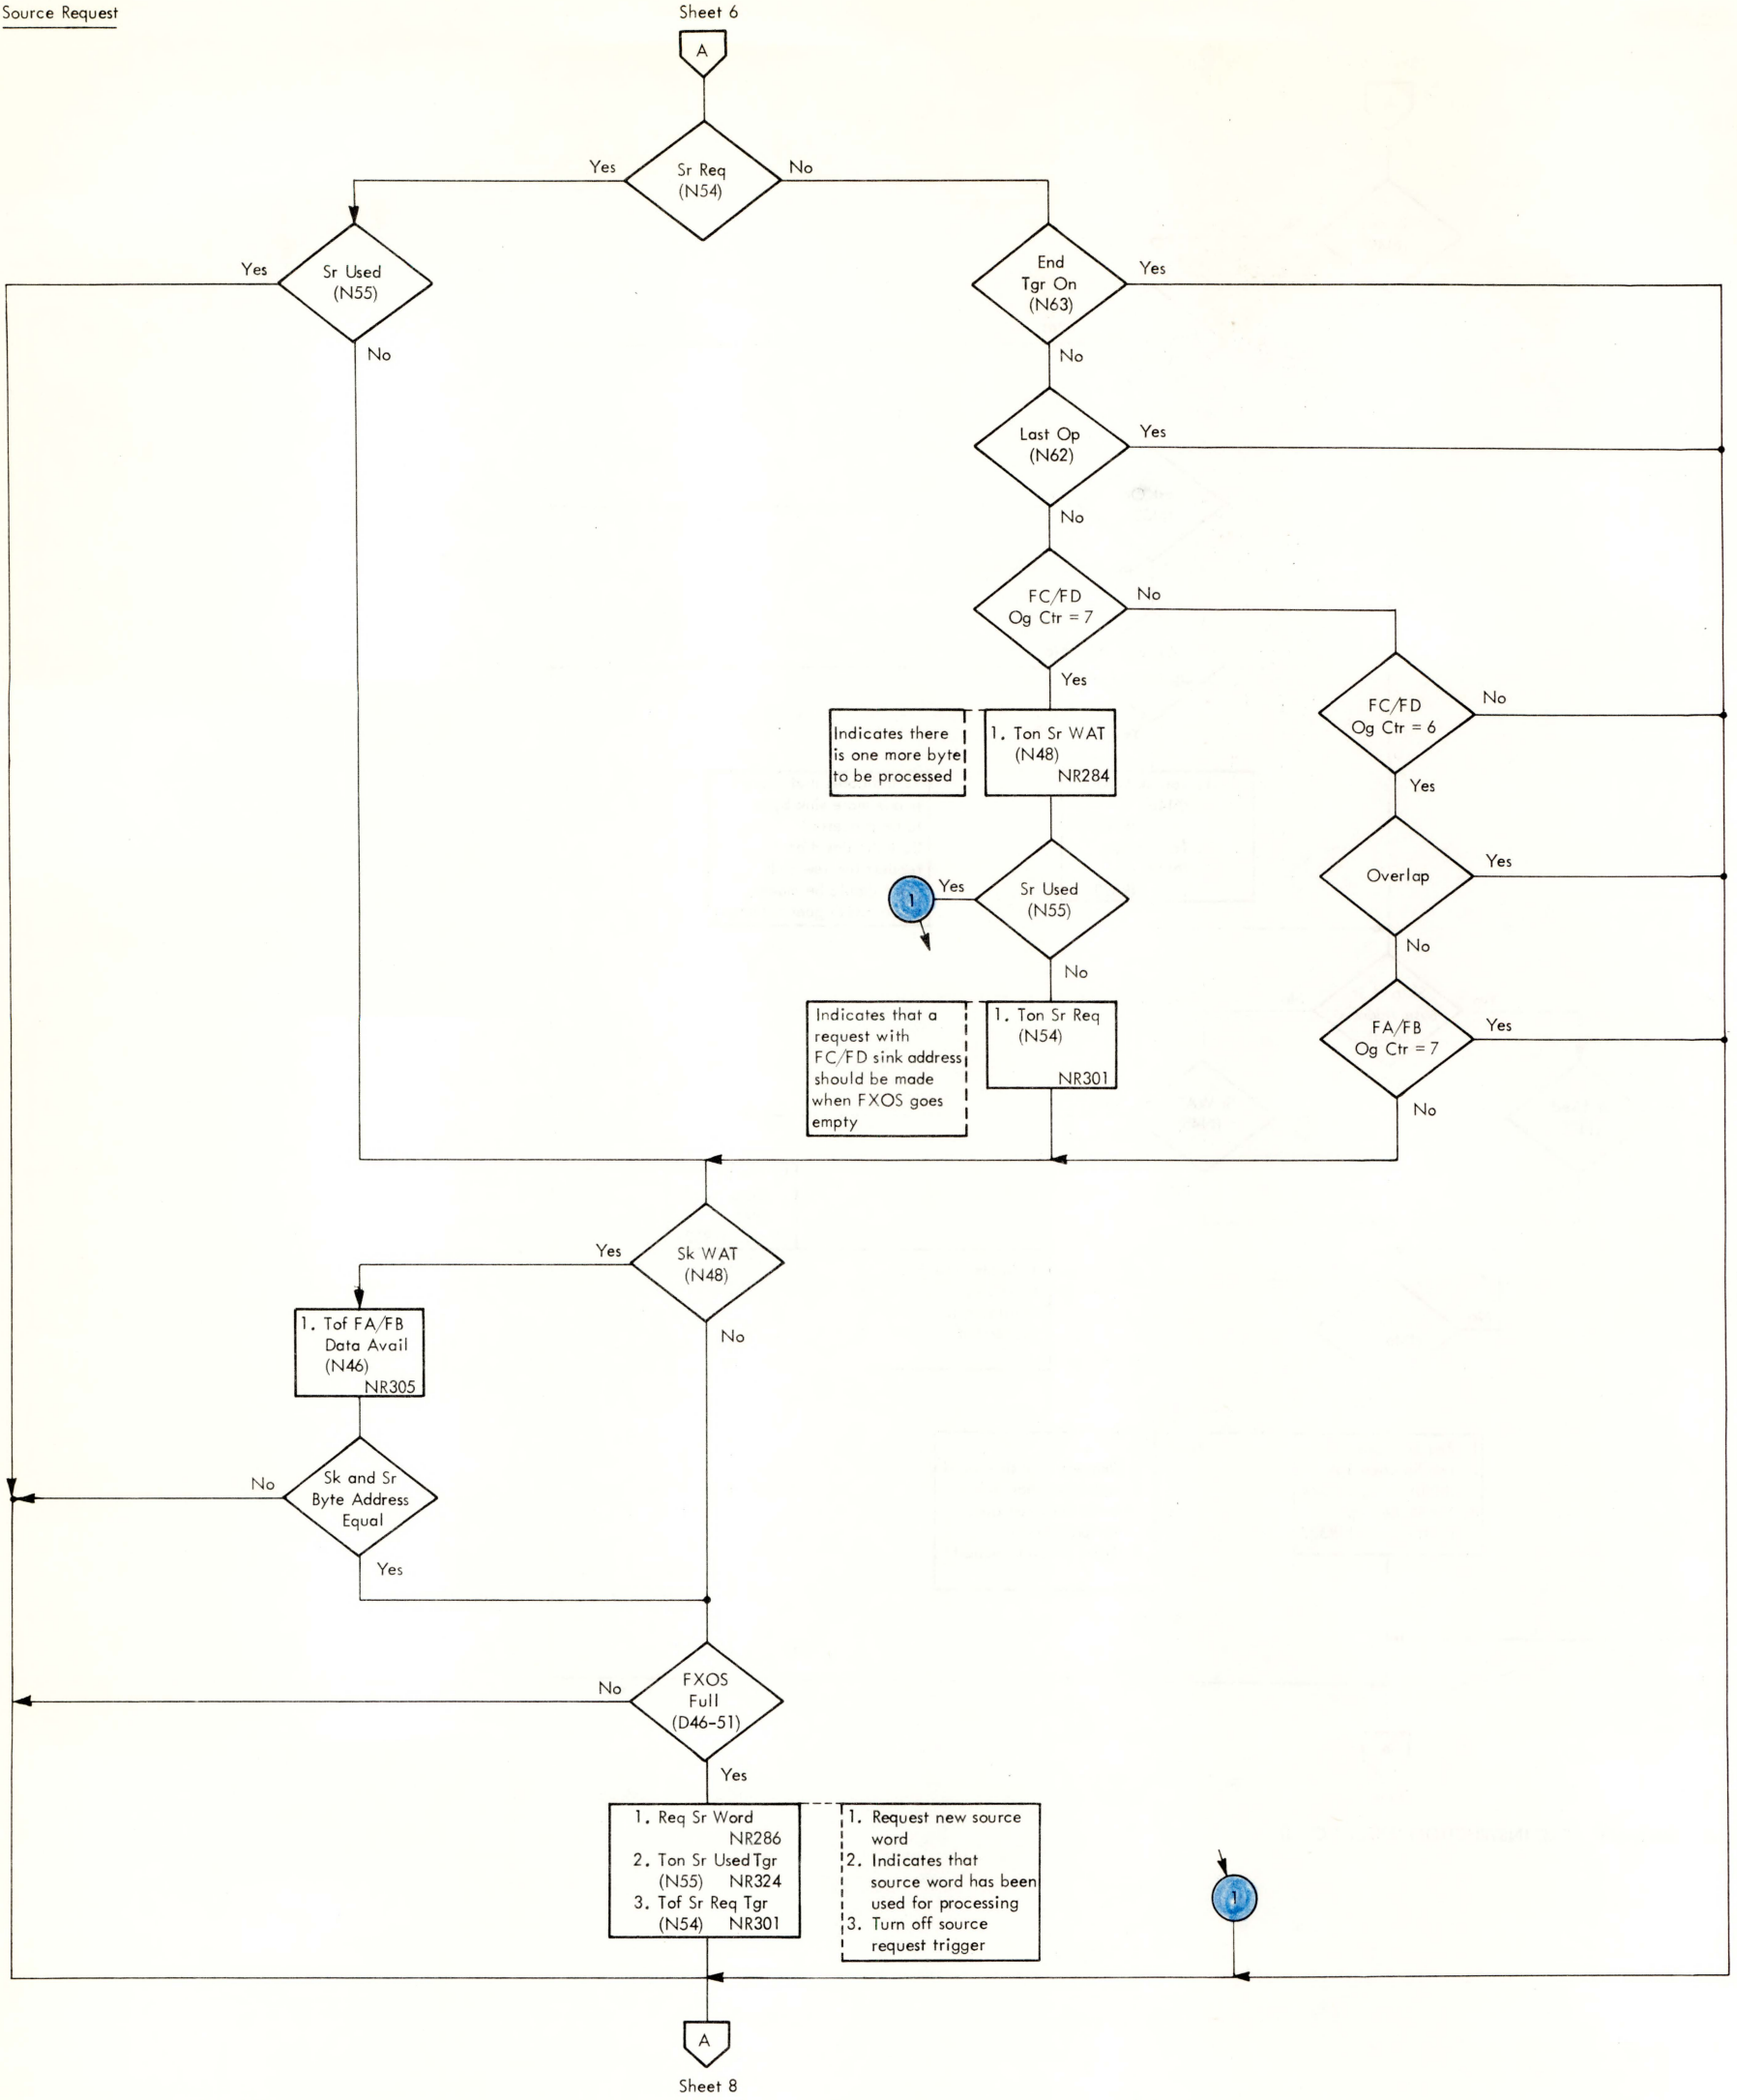 Source Request
Sheet 6
A
Sr Req
(N54)
Yes
No
Sr Used
(N55)
Yes
No
End
Tgr On
(N63)
Yes
No
Last Op
(N62)
Yes
No
FC/FD
Og Ctr = 7
No
Yes
FC/FD
Og Ctr = 6
No
Yes
Indicates there
is one more byte
to be processed
1. Ton Sr WAT
(N48)
NR284
Overlap
Yes
No
1
Yes
Sr Used
(N55)
No
FA/FB
Og Ctr = 7
Yes
No
Indicates that a
request with
FC/FD sink address
should be made
when FXOS goes
empty
1. Ton Sr Req
(N54)
NR301
Sk WAT
(N48)
Yes
No
1. Tof FA/FB
Data Avail
(N46)
NR305
Sk and Sr
Byte Address
Equal
No
Yes
FXOS
Full
(D46-51)
No
Yes
1. Req Sr Word
NR286
2. Ton Sr Used Tgr
(N55) NR324
3. Tof Sr Req Tgr
(N54) NR301
1. Request new source
word
2. Indicates that
source word has been
used for processing
3. Turn off source
request trigger
1
A
Sheet 8